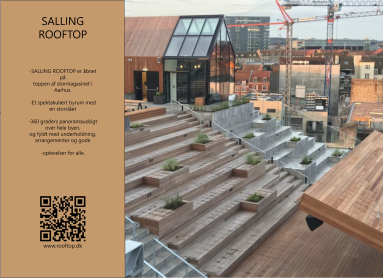 SALLING
ROOFTOP
-SALLING ROOFTOP er åbnet
på
toppen af stormagasinet i
Aarhus.
-Et spektakulært byrum med
en storslået
-360 graders panoramaudsigt
over hele byen,
og fyldt med underholdning,
arrangementer og gode
-oplevelser for alle.
www.rooftop.dk